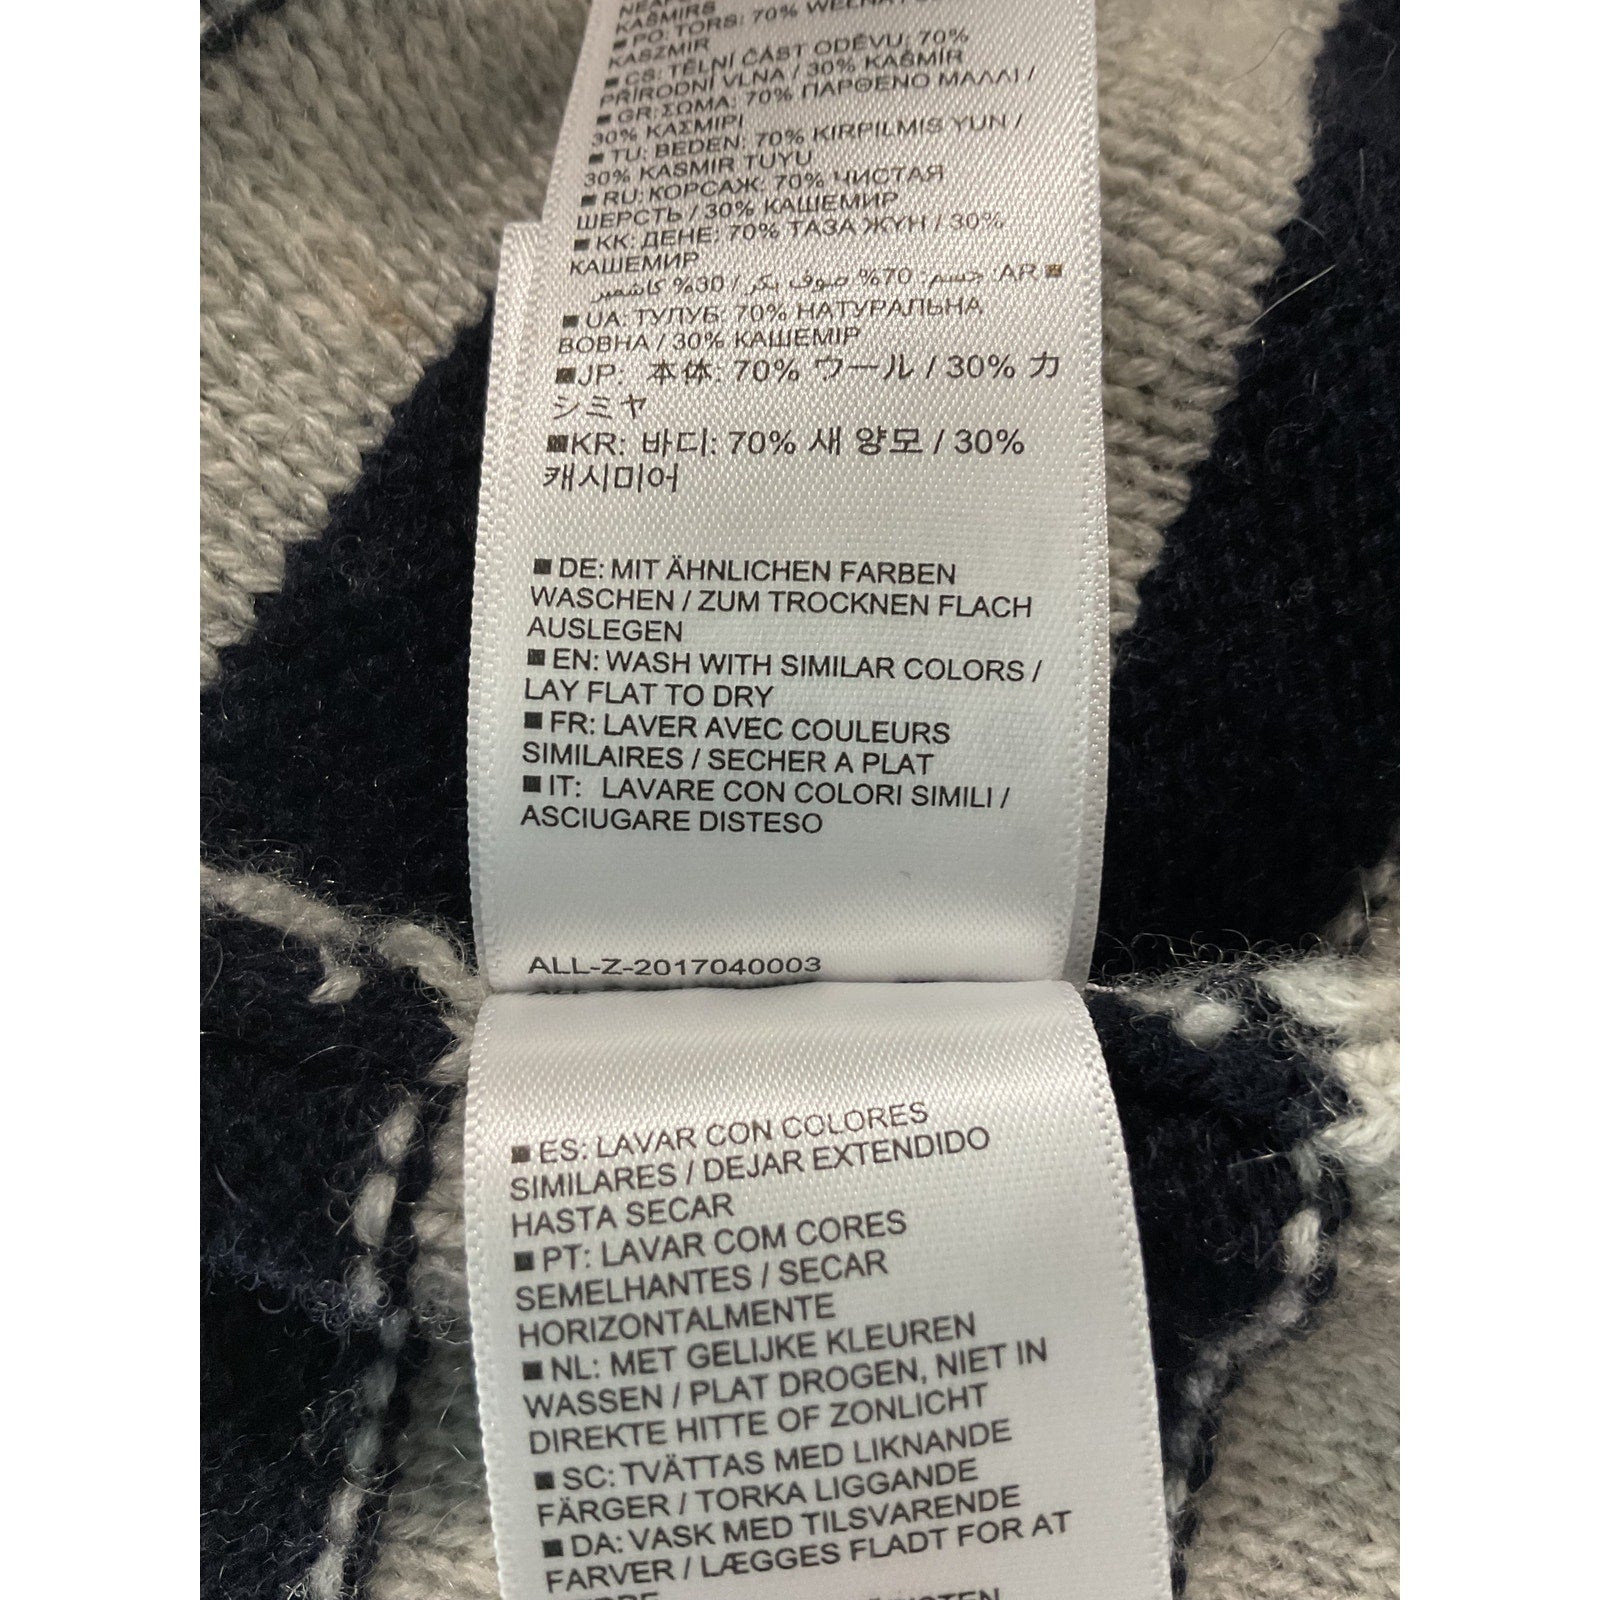 KAŠMIRS
■ PO: TORS: 70% WEŁNA
KASZMIR
■ CS: TĚLNÍ ČÁST ODĚVU: 70%
PŘÍRODNÍ VLNA / 30% KAŠMÍR
■ GR: ΣΩΜΑ: 70% ΠΑΡΘΕΝΟ ΜΑΛΛΙ /
30% ΚΑΣΜΙΡΙ
■ TU: BEDEN: 70% KIRPILMIS YUN /
30% KASMIR TUYU
■ RU: КОРСАЖ: 70% ЧИСТАЯ
ШЕРСТЬ / 30% КАШЕМИР
■ KK: ДЕНЕ: 70% ТАЗА ЖҮН / 30%
КАШЕМИР
■ AR: جسم: 70% صوف بكر / 30% كاشمير
■ UA: ТУЛУБ: 70% НАТУРАЛЬНА
ВОВНА / 30% КАШЕМІР
■ JP: 本体: 70% ウール / 30% カ
シミヤ
■ KR: 바디: 70% 새 양모 / 30%
캐시미어
■ DE: MIT ÄHNLICHEN FARBEN
WASCHEN / ZUM TROCKNEN FLACH
AUSLEGEN
■ EN: WASH WITH SIMILAR COLORS /
LAY FLAT TO DRY
■ FR: LAVER AVEC COULEURS
SIMILAIRES / SECHER A PLAT
■ IT: LAVARE CON COLORI SIMILI /
ASCIUGARE DISTESO
ALL-Z-2017040003
■ ES: LAVAR CON COLORES
SIMILARES / DEJAR EXTENDIDO
HASTA SECAR
■ PT: LAVAR COM CORES
SEMELHANTES / SECAR
HORIZONTALMENTE
■ NL: MET GELIJKE KLEUREN
WASSEN / PLAT DROGEN, NIET IN
DIREKTE HITTE OF ZONLICHT
■ SC: TVÄTTAS MED LIKNANDE
FÄRGER / TORKA LIGGANDE
■ DA: VASK MED TILSVARENDE
FARVER / LÆGGES FLADT FOR AT